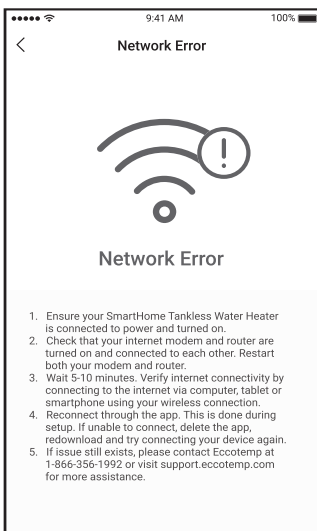 9:41 AM 100%
Network Error
!
Network Error
1. Ensure your SmartHome Tankless Water Heater
is connected to power and turned on.
2. Check that your internet modem and router are
turned on and connected to each other. Restart
both your modem and router.
3. Wait 5-10 minutes. Verify internet connectivity by
connecting to the internet via computer, tablet or
smartphone using your wireless connection.
4. Reconnect through the app. This is done during
setup. If unable to connect, delete the app,
redownload and try connecting your device again.
5. If issue still exists, please contact Eccotemp at
1-866-356-1992 or visit support.eccotemp.com
for more assistance.